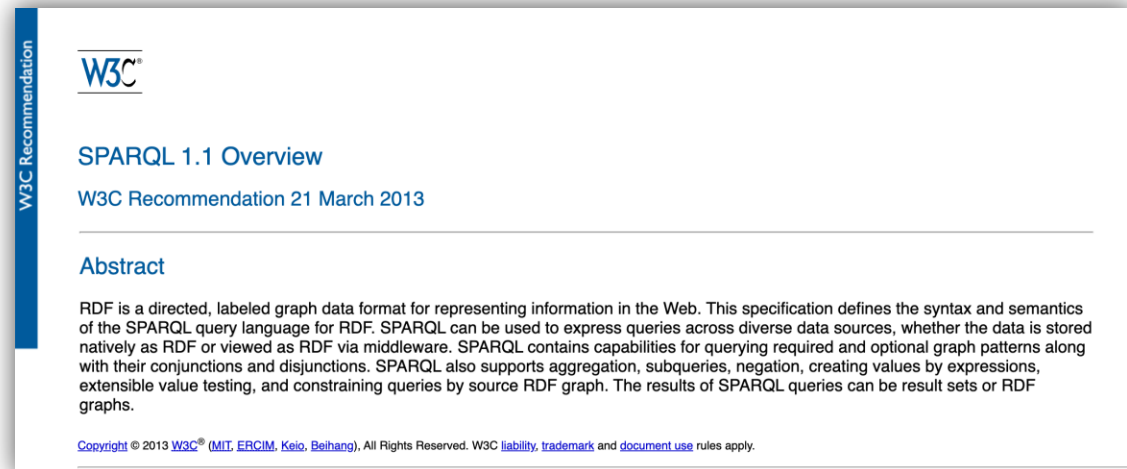 W3C Recommendation
W3C®
SPARQL 1.1 Overview
W3C Recommendation 21 March 2013
Abstract
RDF is a directed, labeled graph data format for representing information in the Web. This specification defines the syntax and semantics
of the SPARQL query language for RDF. SPARQL can be used to express queries across diverse data sources, whether the data is stored
natively as RDF or viewed as RDF via middleware. SPARQL contains capabilities for querying required and optional graph patterns along
with their conjunctions and disjunctions. SPARQL also supports aggregation, subqueries, negation, creating values by expressions,
extensible value testing, and constraining queries by source RDF graph. The results of SPARQL queries can be result sets or RDF
graphs.
Copyright © 2013 W3C® (MIT, ERCIM, Keio, Beihang), All Rights Reserved. W3C liability, trademark and document use rules apply.